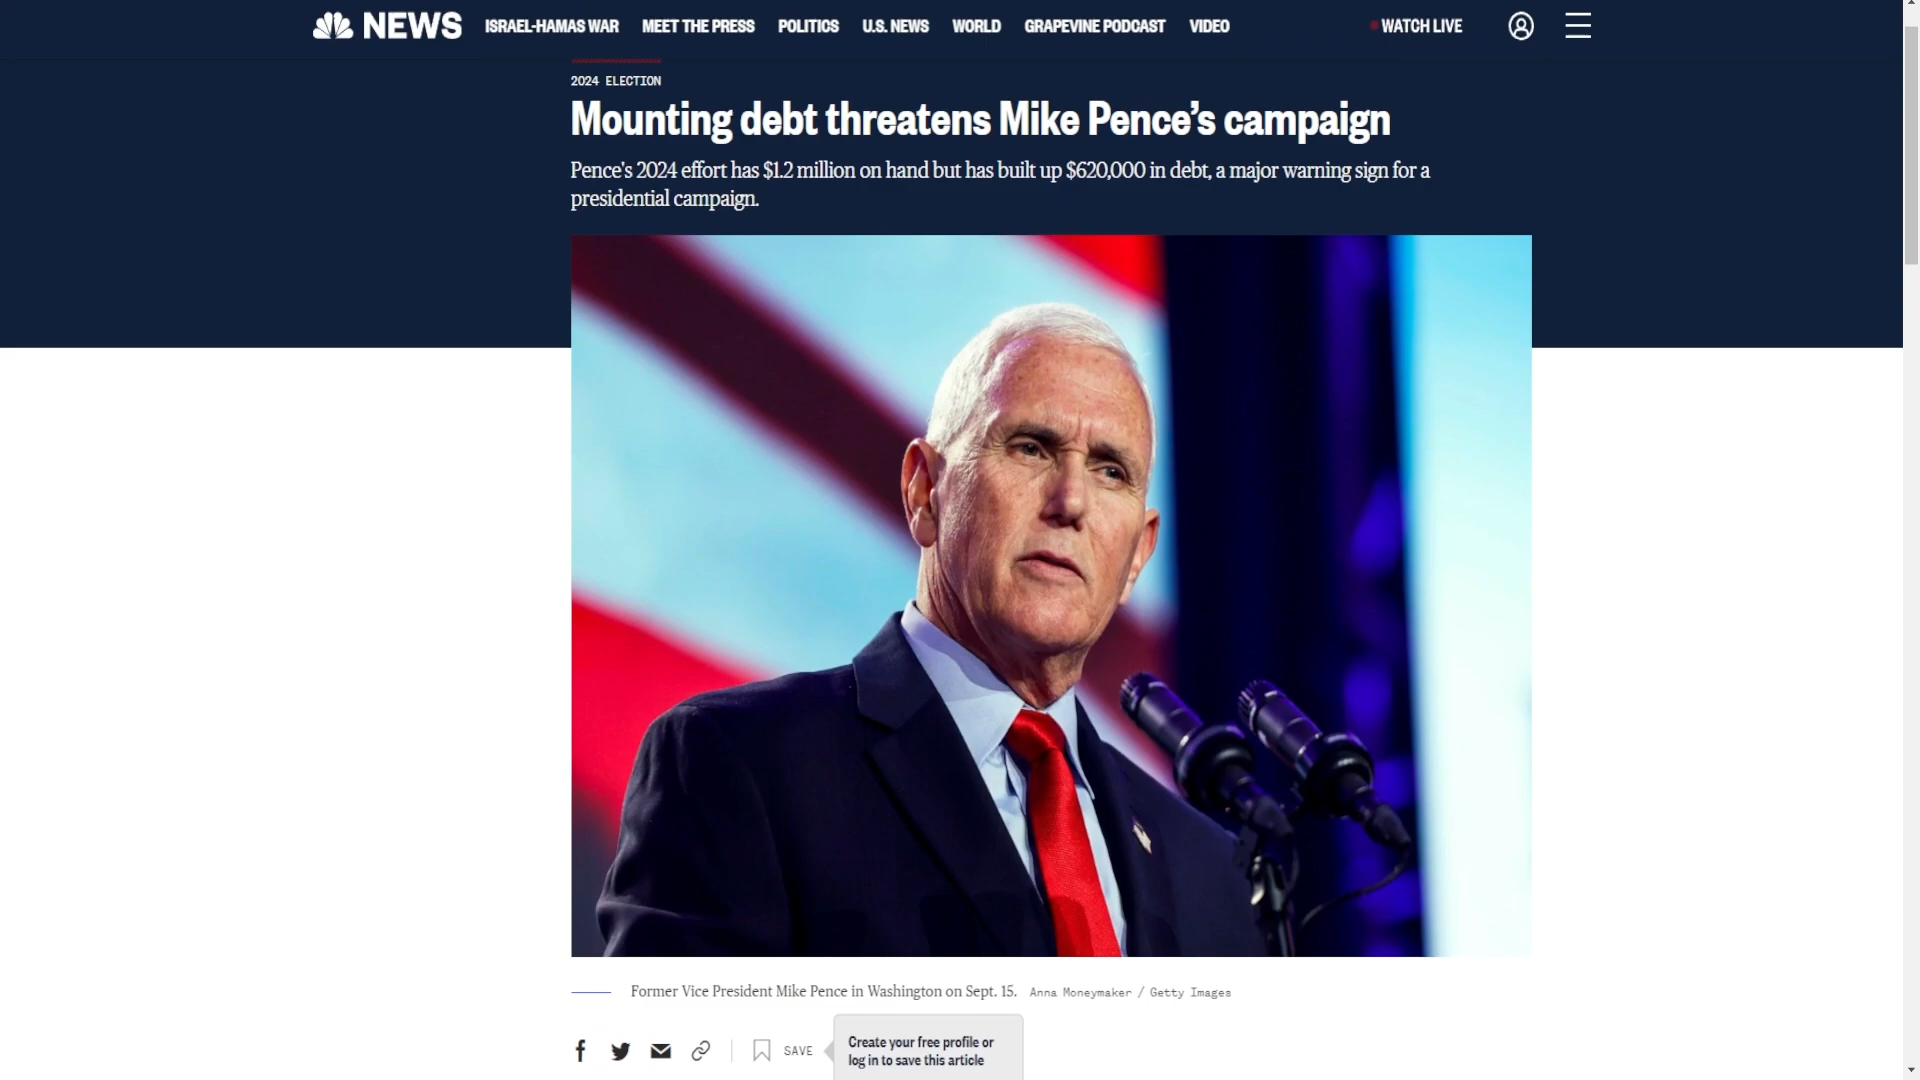 NEWS ISRAEL-HAMAS WAR MEET THE PRESS POLITICS U.S. NEWS WORLD GRAPEVINE PODCAST VIDEO WATCH LIVE
2024 ELECTION
Mounting debt threatens Mike Pence’s campaign
Pence's 2024 effort has $1.2 million on hand but has built up $620,000 in debt, a major warning sign for a
presidential campaign.
Former Vice President Mike Pence in Washington on Sept. 15. Anna Moneymaker / Getty Images
SAVE
Create your free profile or
log in to save this article